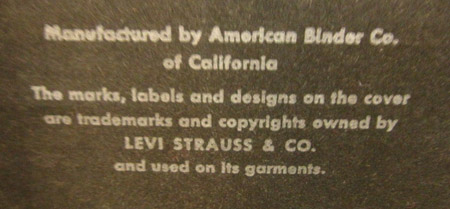 Manufactured by American Binder Co.
of California
The marks, labels and designs on the cover
are trademarks and copyrights owned by
LEVI STRAUSS & CO.
and used on its garments.